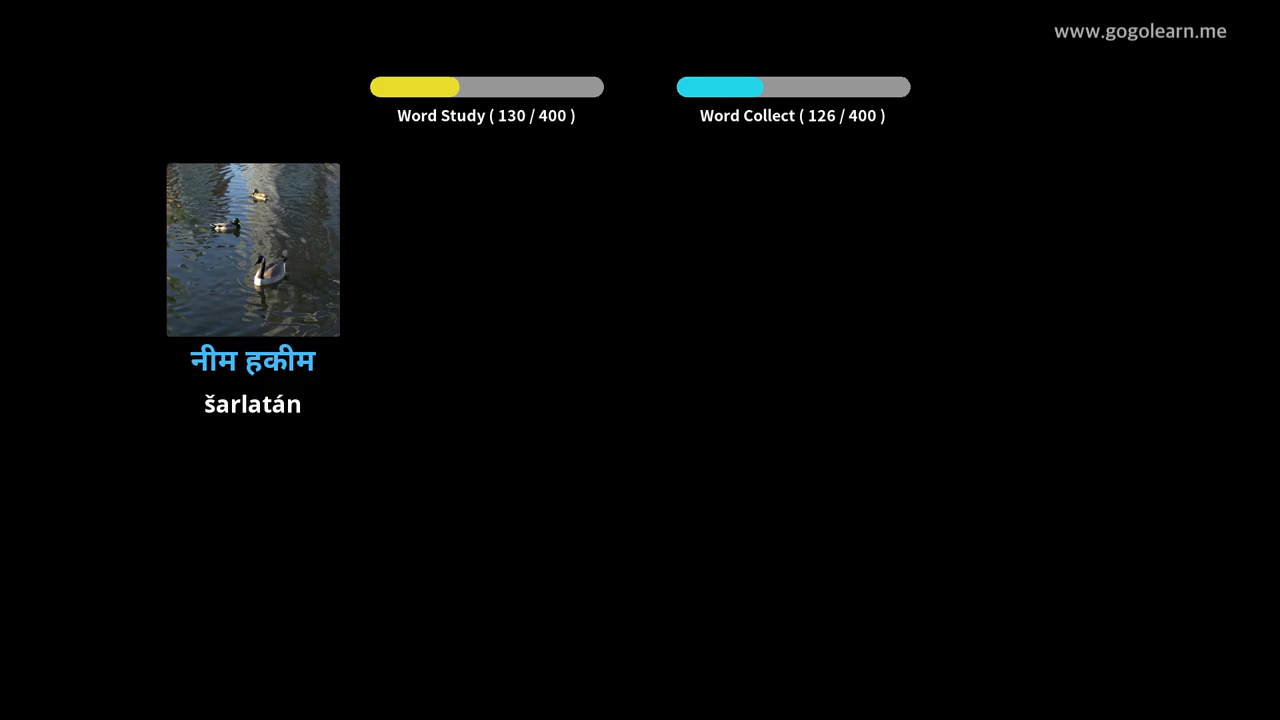 www.gogolearn.me
Word Study ( 130 / 400 )
Word Collect ( 126 / 400 )
नीम हकीम
šarlatán